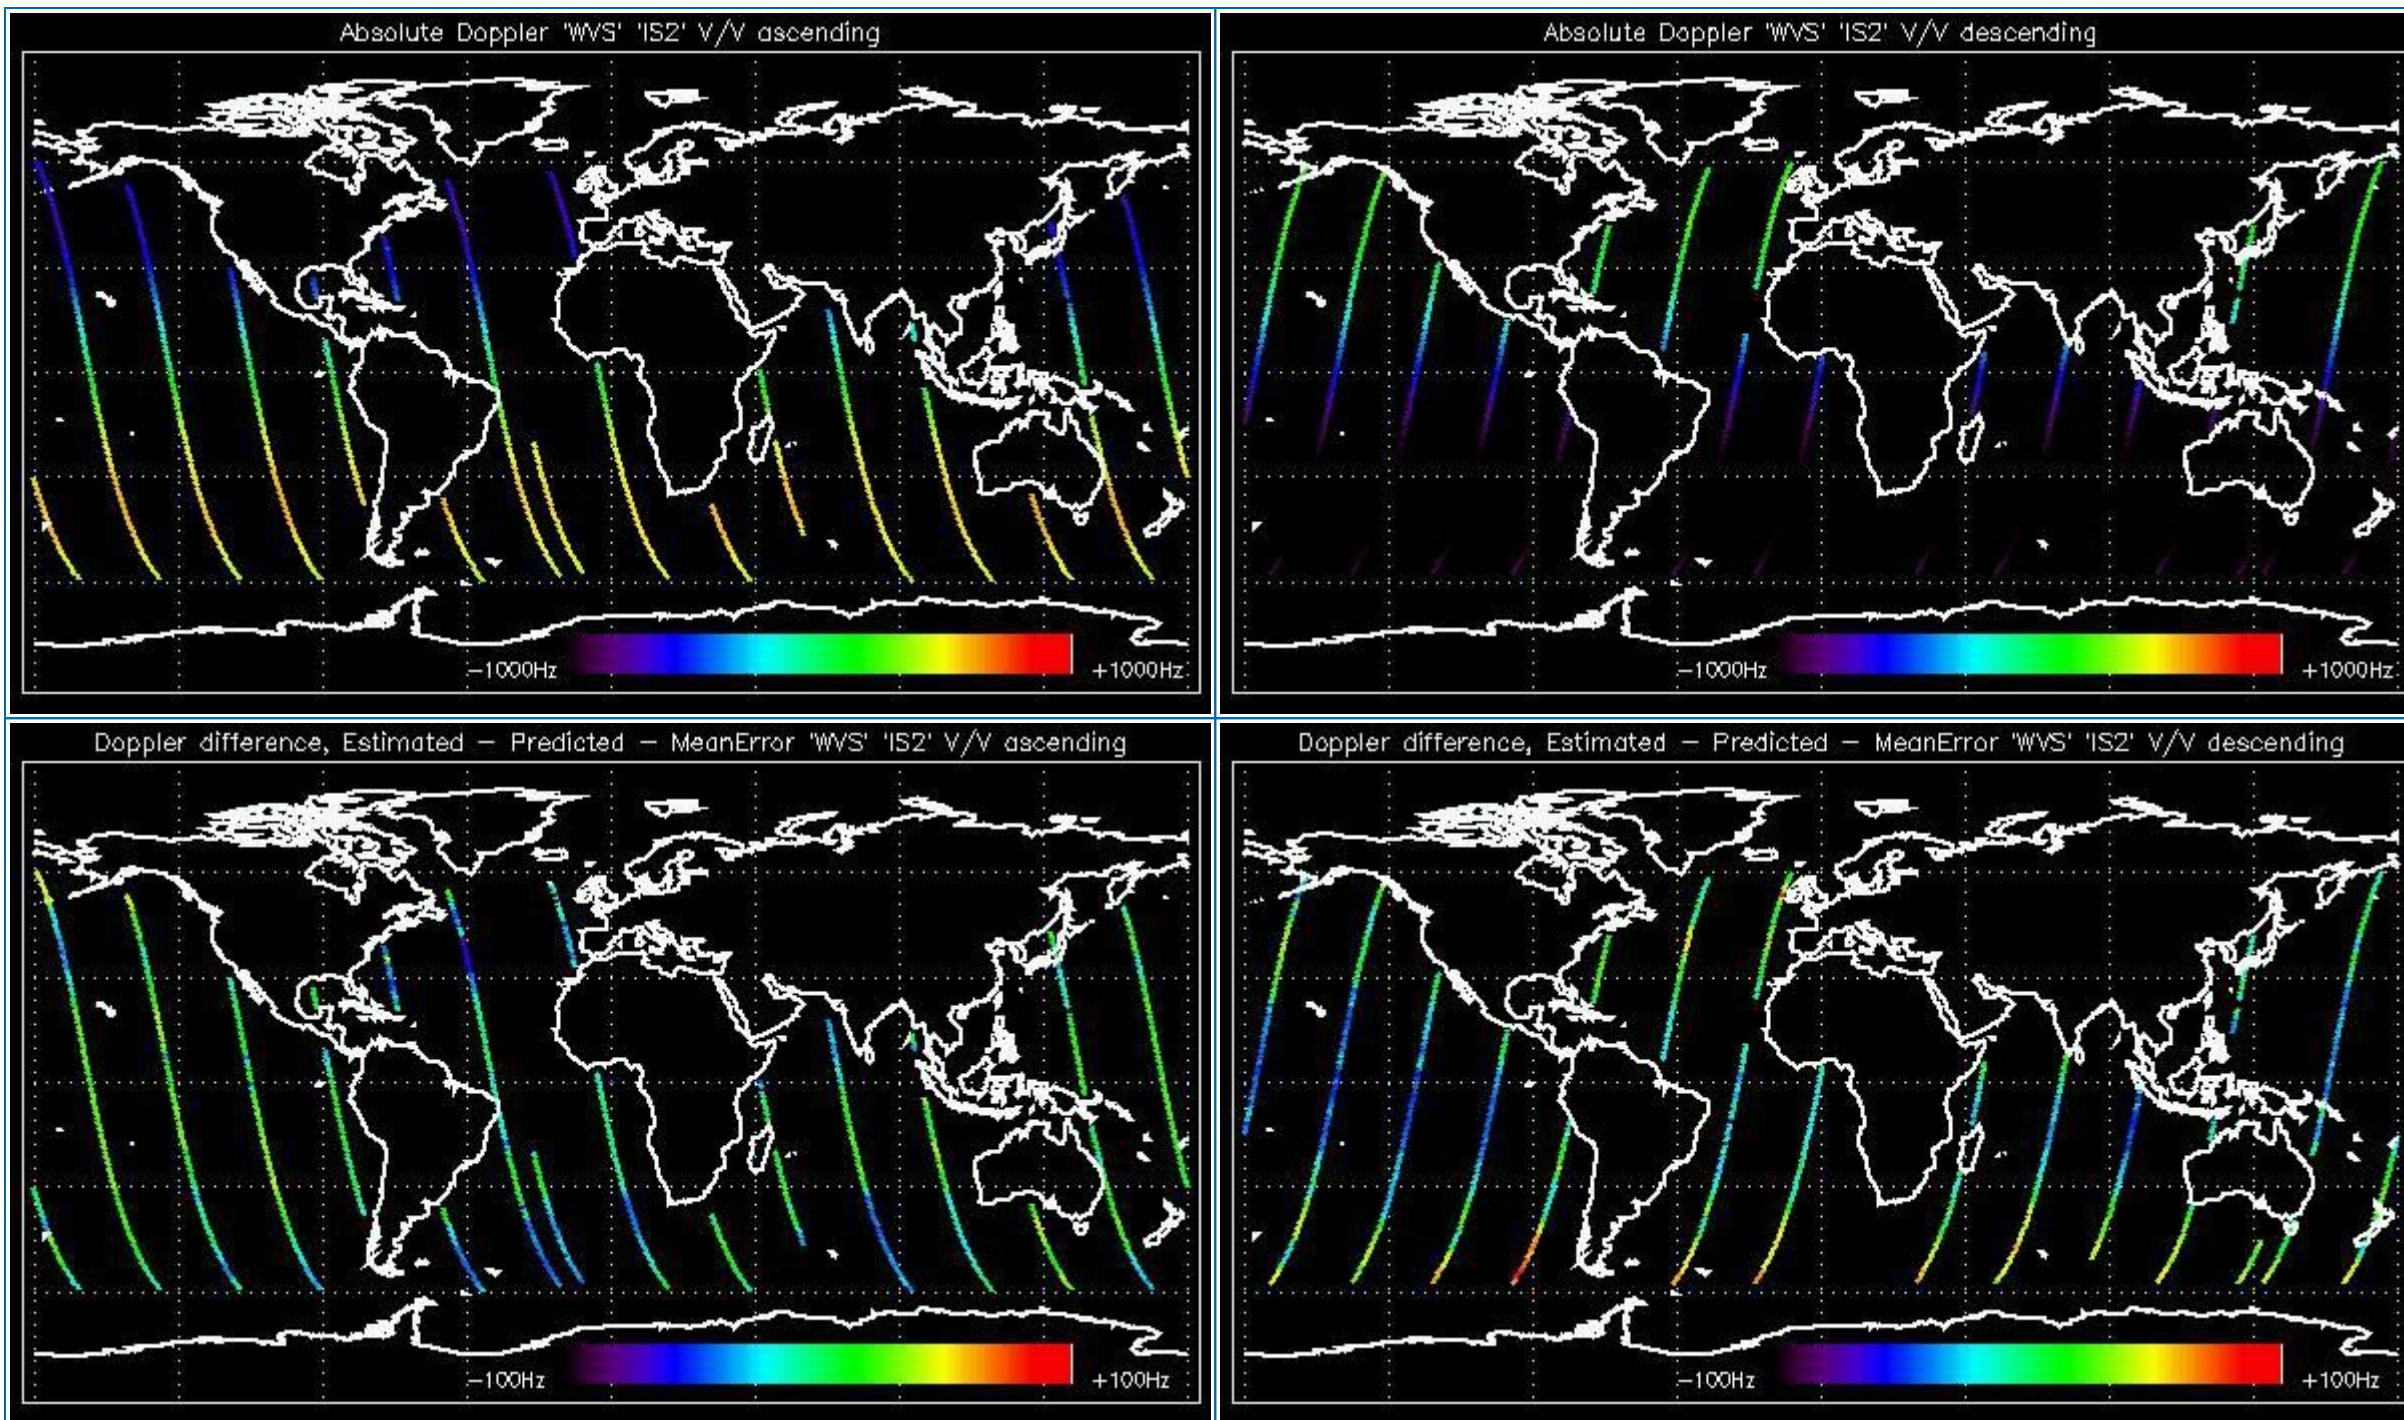 Absolute Doppler 'WVS' 'IS2' V/V ascending
-1000Hz +1000Hz
Absolute Doppler 'WVS' 'IS2' V/V descending
-1000Hz +1000Hz
Doppler difference, Estimated - Predicted - MeanError 'WVS' 'IS2' V/V ascending
-100Hz +100Hz
Doppler difference, Estimated - Predicted - MeanError 'WVS' 'IS2' V/V descending
-100Hz +100Hz